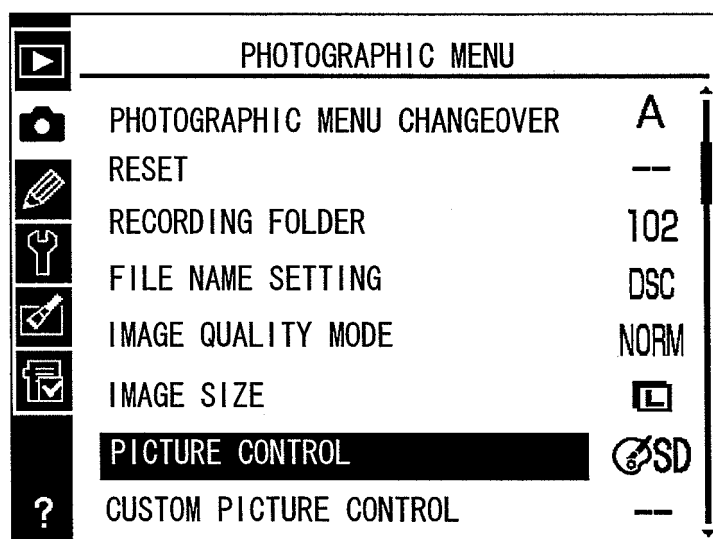 PHOTOGRAPHIC MENU
PHOTOGRAPHIC MENU CHANGEOVER A
RESET --
RECORDING FOLDER 102
FILE NAME SETTING DSC
IMAGE QUALITY MODE NORM
IMAGE SIZE L
PICTURE CONTROL SD
CUSTOM PICTURE CONTROL --
?